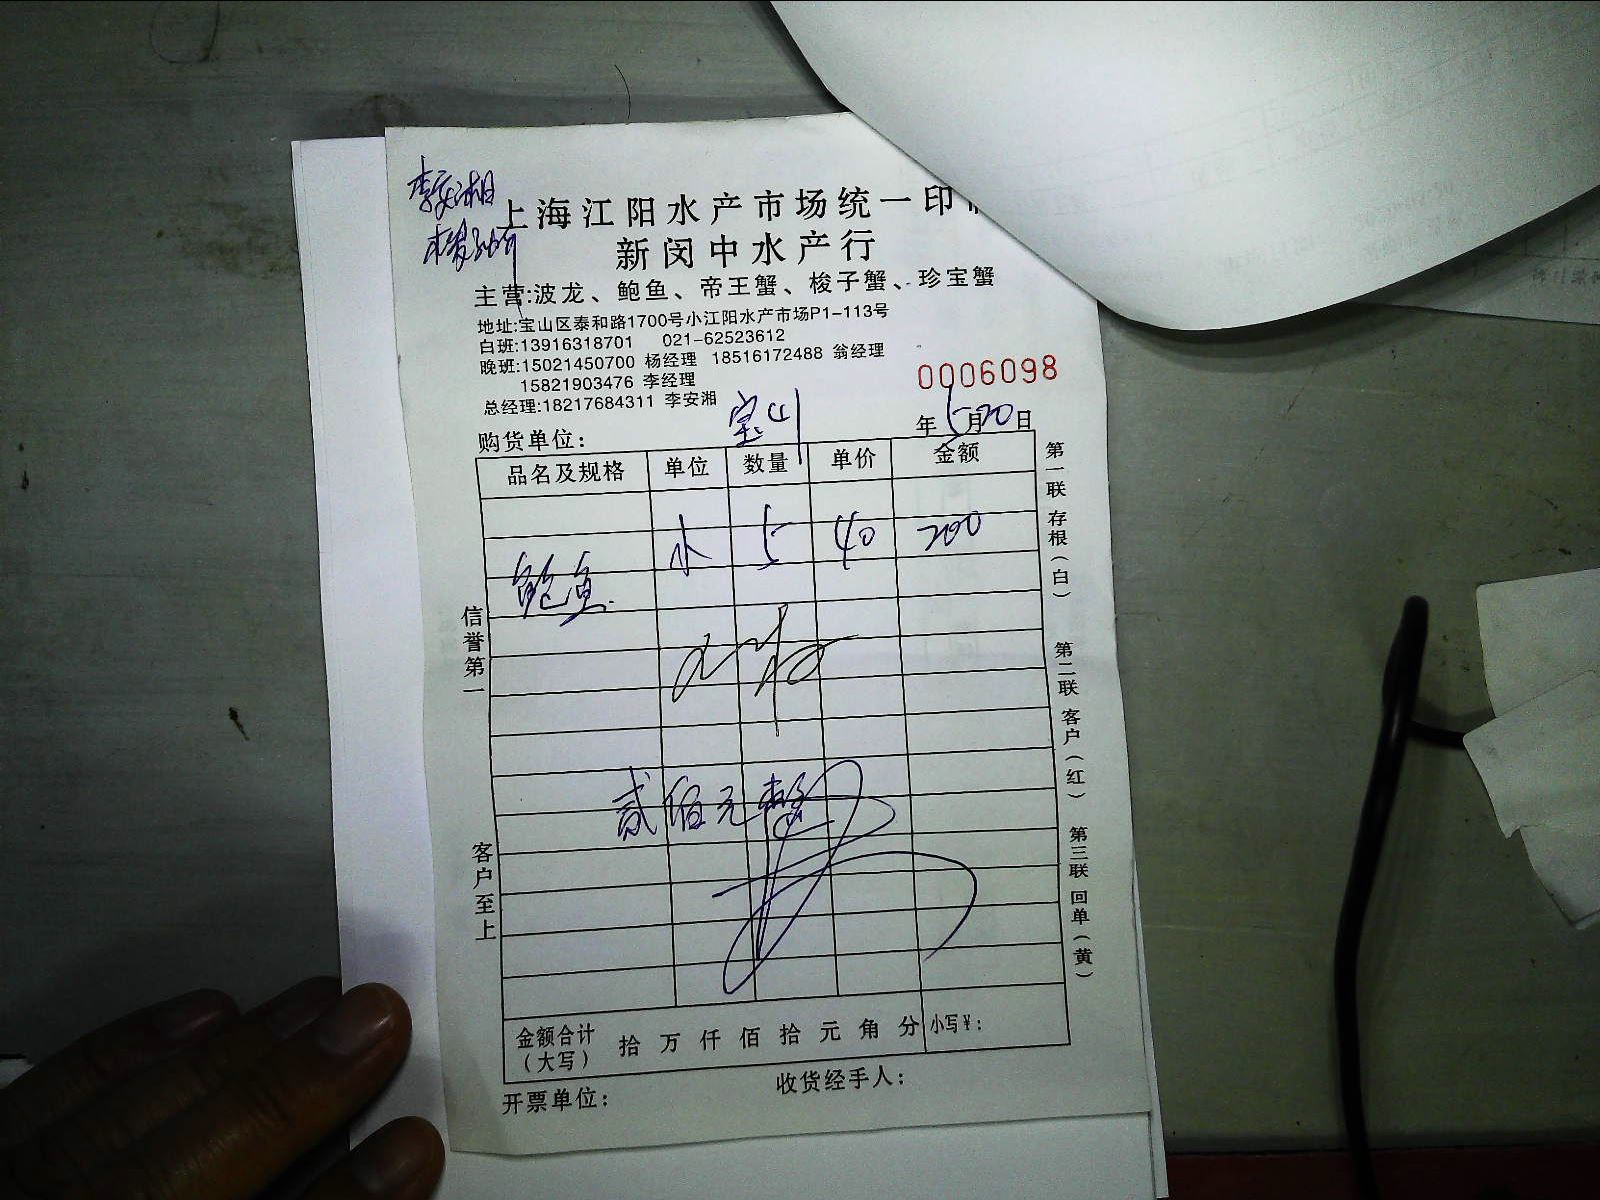 李安湘
上海江阳水产市场统一印
新闵中水产行
主营:波龙、鲍鱼、帝王蟹、梭子蟹、珍宝蟹
地址:宝山区泰和路1700号小江阳水产市场P1-113号
白班:13916318701 021-62523612
晚班:15021450700 杨经理 18516172488 翁经理
15821903476 李经理
0006098
总经理:18217684311 李安湘
购货单位: 宝山 年5月20日
品名及规格 单位 数量 单价 金额
鲍鱼 5 40 200
贰佰元整
金额合计(大写) 拾 万 仟 佰 拾 元 角 分 小写¥:
开票单位: 收货经手人:
信誉第一
客户至上
第一联 存根(白)
第二联 客户(红)
第三联 回单(黄)